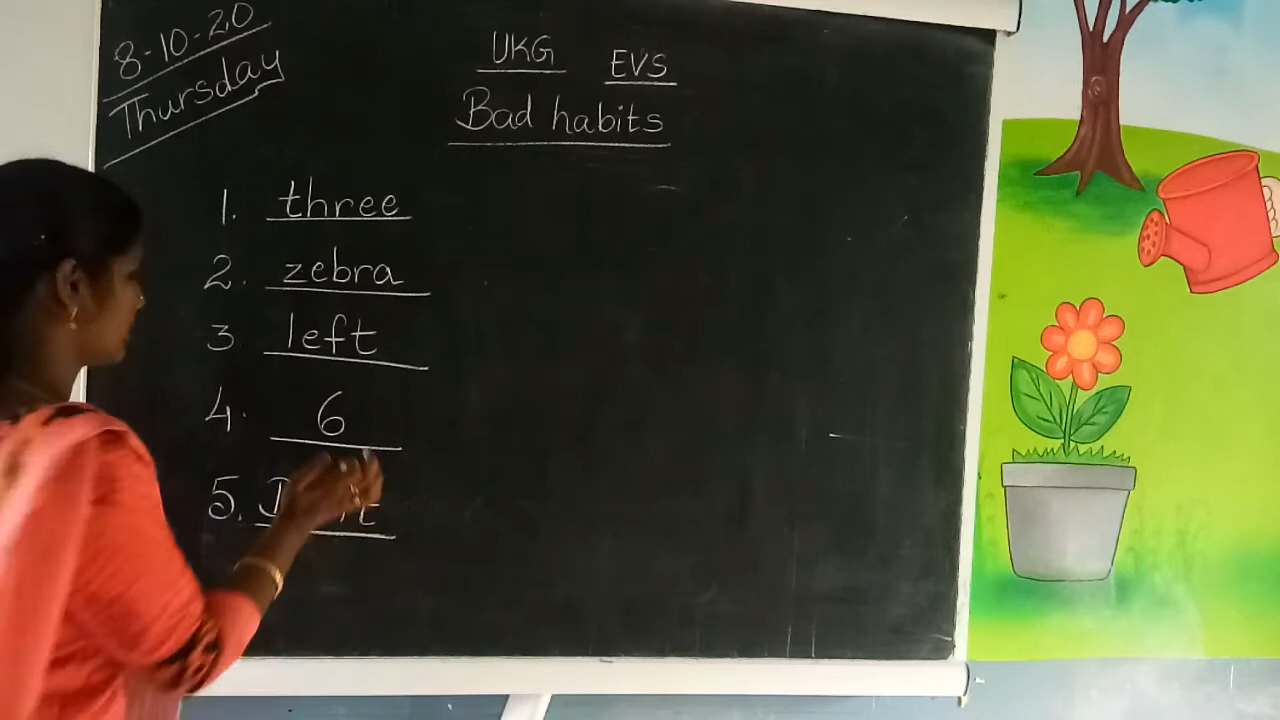 8-10-20
Thursday
UKG EVS
Bad habits
1. three
2. zebra
3 left
4. 6
5.